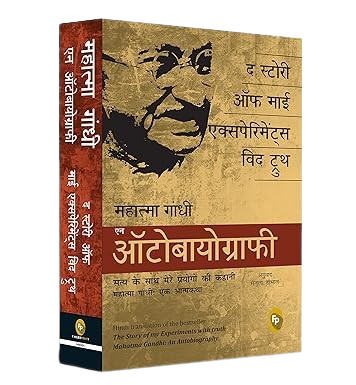 महात्मा गांधी
एन ऑटोबायोग्राफी
द स्टोरी ऑफ
माई एक्सपेरिमेंट्स विद ट्रुथ
द स्टोरी
ऑफ माई
एक्सपेरिमेंट्स
विद ट्रुथ
महात्मा गांधी
एन
ऑटोबायोग्राफी
सत्य के साथ मेरे प्रयोगों की कहानी
महात्मा गांधी: एक आत्मकथा
अनुवाद
Hindi translation of the bestseller
The Story of my Experiments with truth
Mahatma Gandhi: An Autobiography
FP